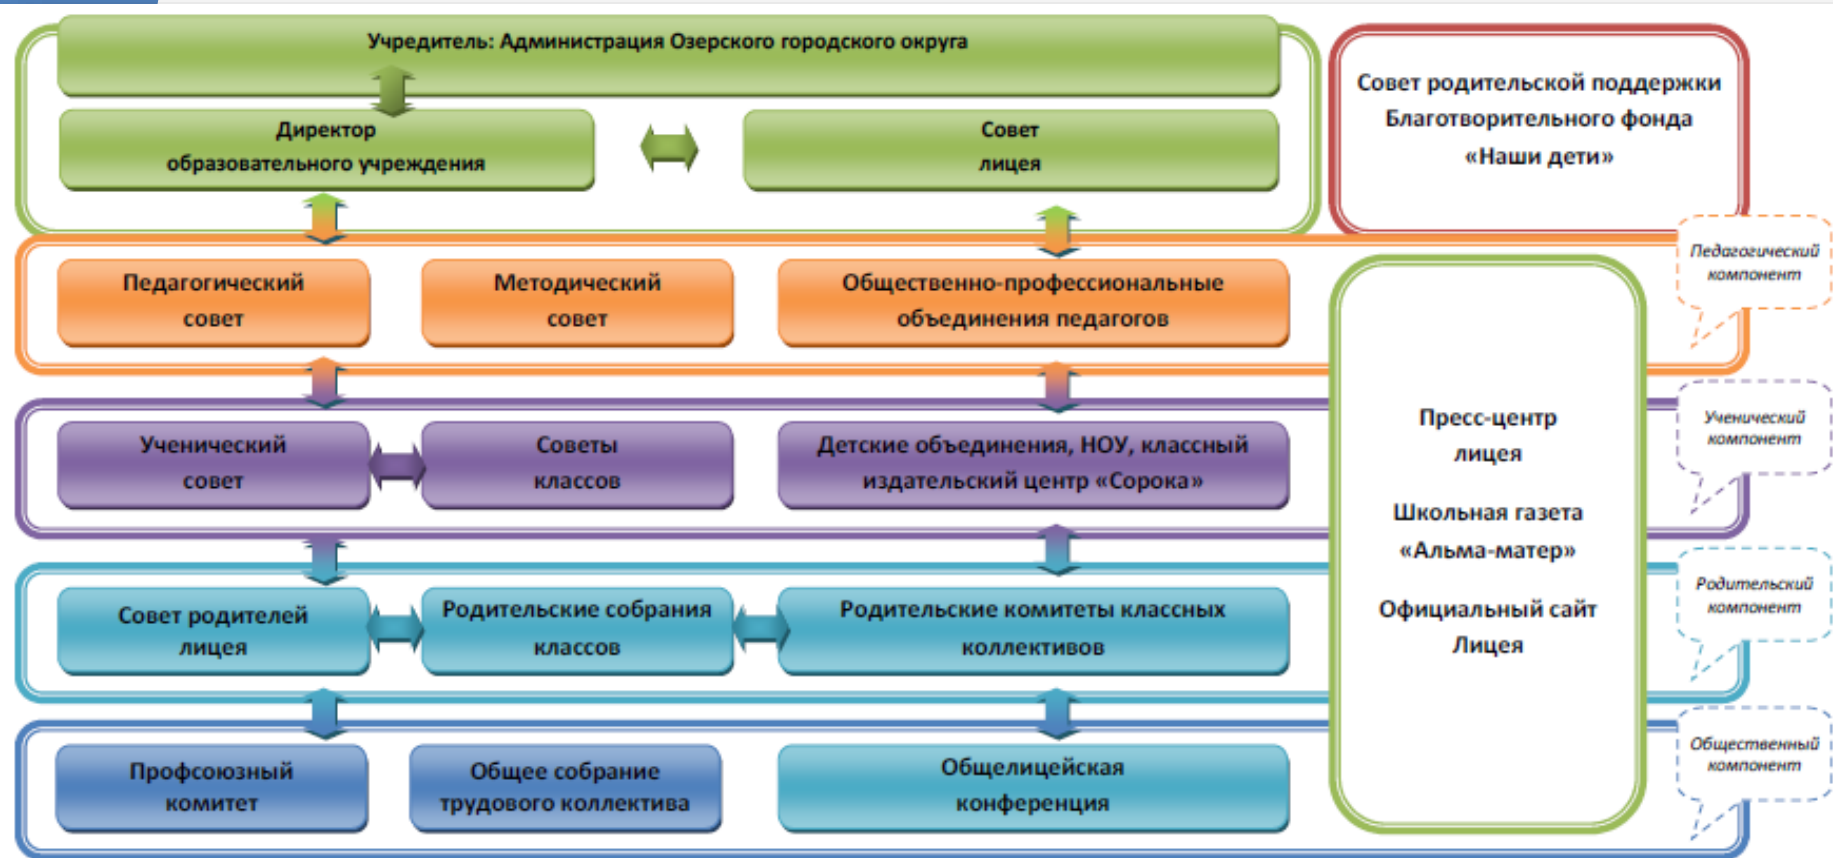 Учредитель: Администрация Озерского городского округа
Директор
образовательного учреждения
Совет
лицея
Совет родительской поддержки
Благотворительного фонда
«Наши дети»
Педагогический
компонент
Педагогический
совет
Методический
совет
Общественно-профессиональные
объединения педагогов
Ученический
компонент
Ученический
совет
Советы
классов
Детские объединения, НОУ, классный
издательский центр «Сорока»
Пресс-центр
лицея
Школьная газета
«Альма-матер»
Официальный сайт
Лицея
Родительский
компонент
Совет родителей
лицея
Родительские собрания
классов
Родительские комитеты классных
коллективов
Общественный
компонент
Профсоюзный
комитет
Общее собрание
трудового коллектива
Общелицейская
конференция